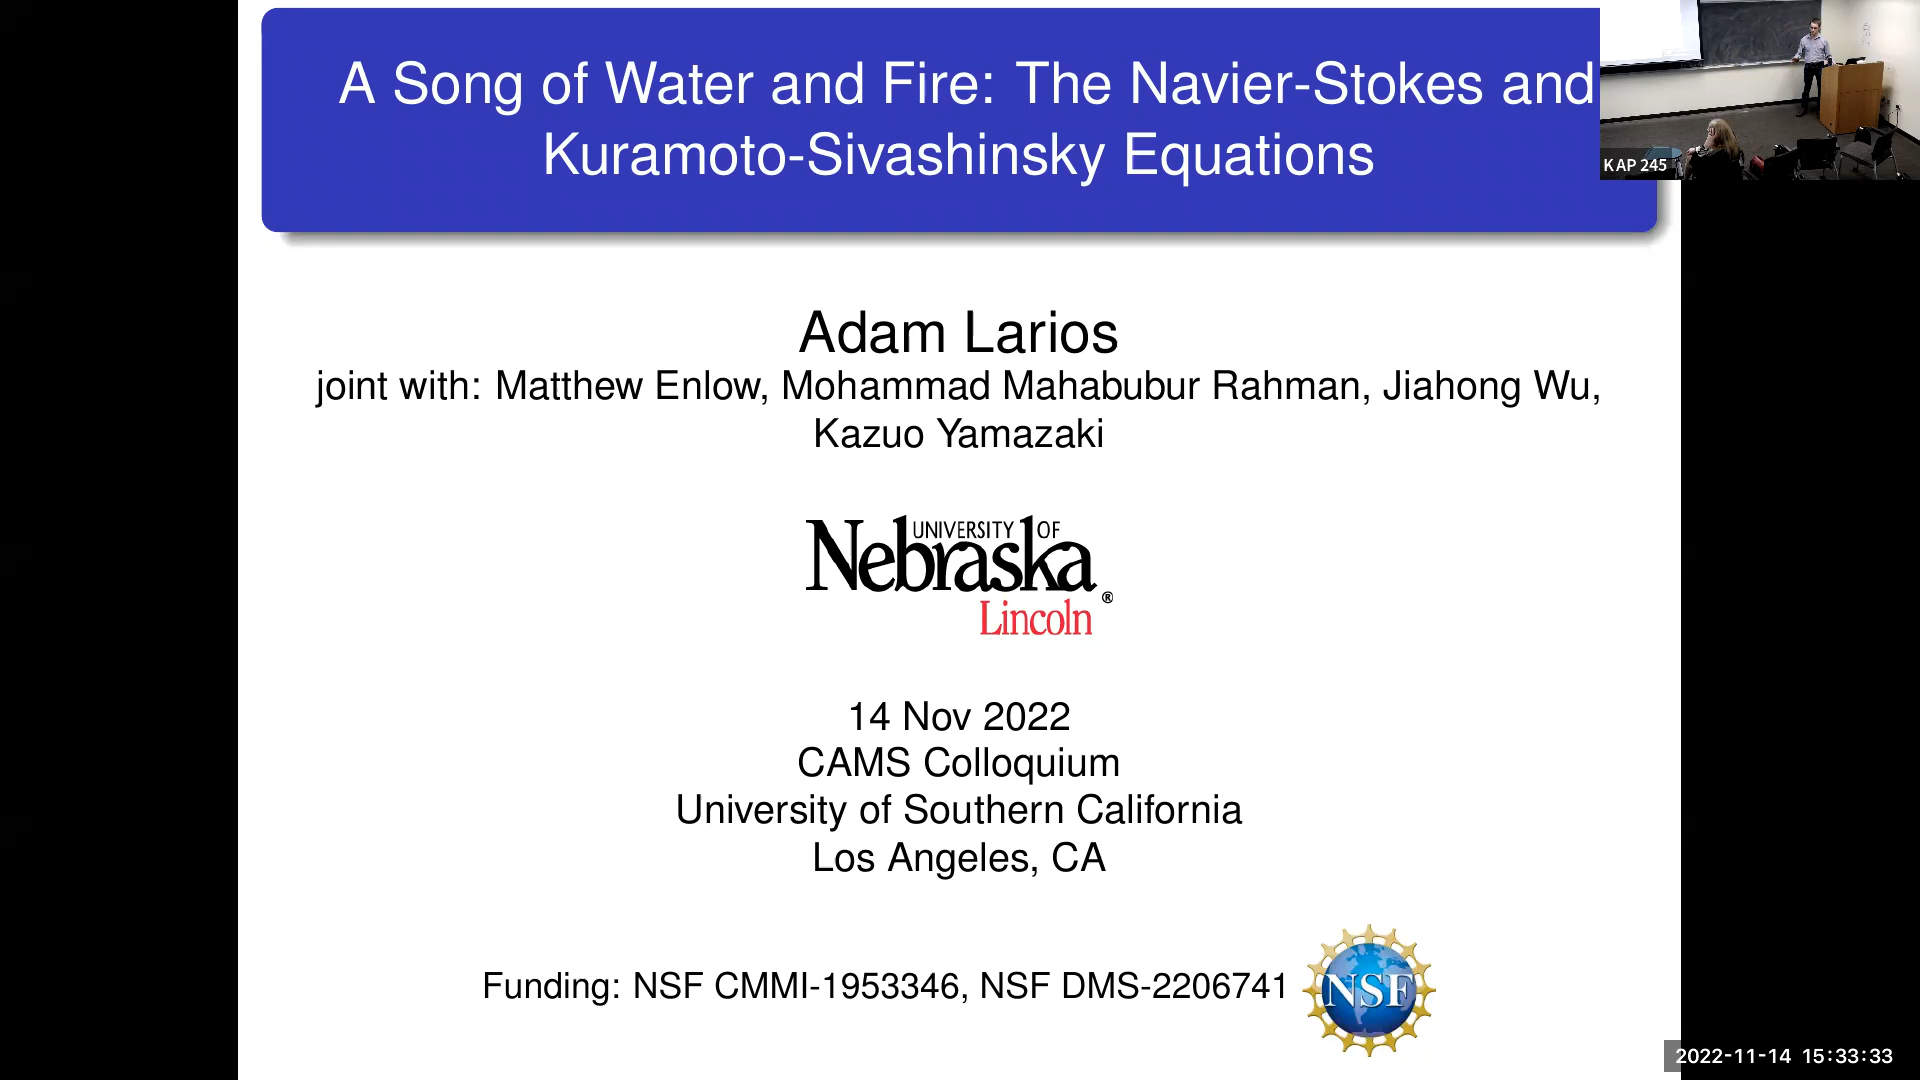 A Song of Water and Fire: The Navier-Stokes and
Kuramoto-Sivashinsky Equations
KAP 245
Adam Larios
joint with: Matthew Enlow, Mohammad Mahabubur Rahman, Jiahong Wu,
Kazuo Yamazaki
UNIVERSITY OF
Nebraska®
Lincoln
14 Nov 2022
CAMS Colloquium
University of Southern California
Los Angeles, CA
Funding: NSF CMMI-1953346, NSF DMS-2206741
NSF
2022-11-14 15:33:33